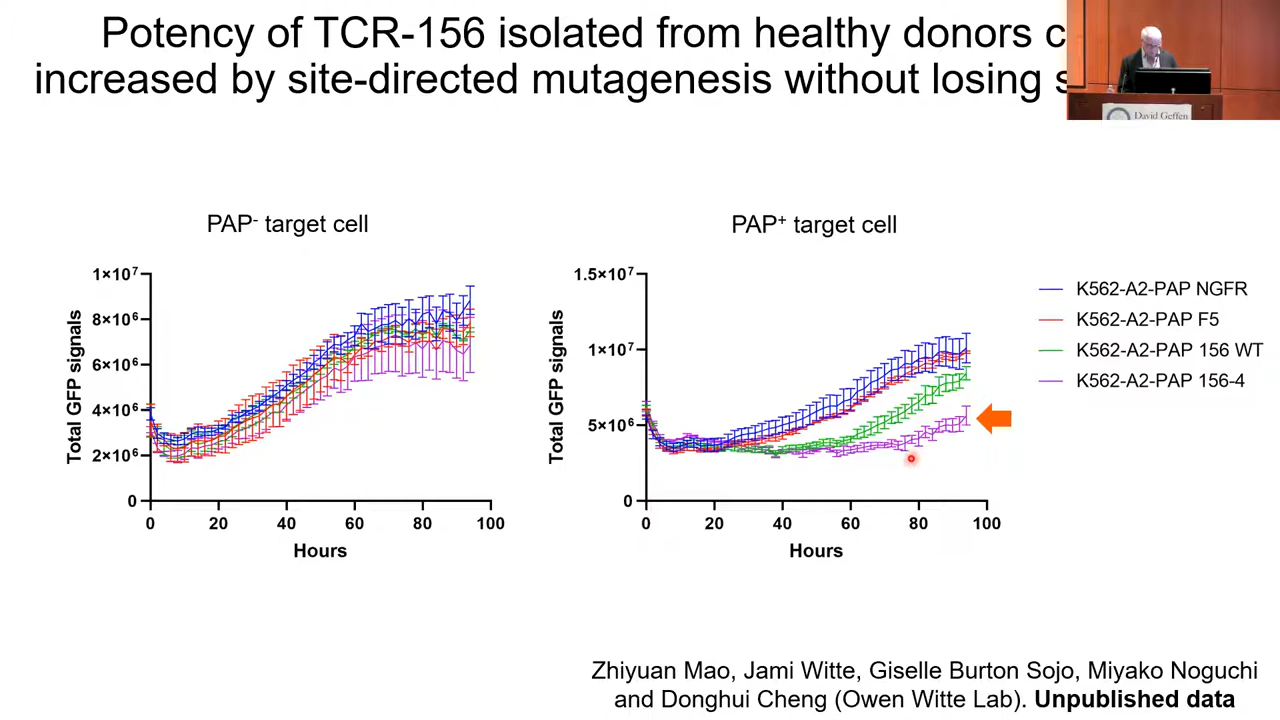 Potency of TCR-156 isolated from healthy donors c
increased by site-directed mutagenesis without losing s
David Geffen
PAP- target cell
1×10⁷
8×10⁶
6×10⁶
4×10⁶
2×10⁶
0
Total GFP signals
0 20 40 60 80 100
Hours
PAP+ target cell
1.5×10⁷
1×10⁷
5×10⁶
0
Total GFP signals
0 20 40 60 80 100
Hours
K562-A2-PAP NGFR
K562-A2-PAP F5
K562-A2-PAP 156 WT
K562-A2-PAP 156-4
Zhiyuan Mao, Jami Witte, Giselle Burton Sojo, Miyako Noguchi
and Donghui Cheng (Owen Witte Lab). Unpublished data